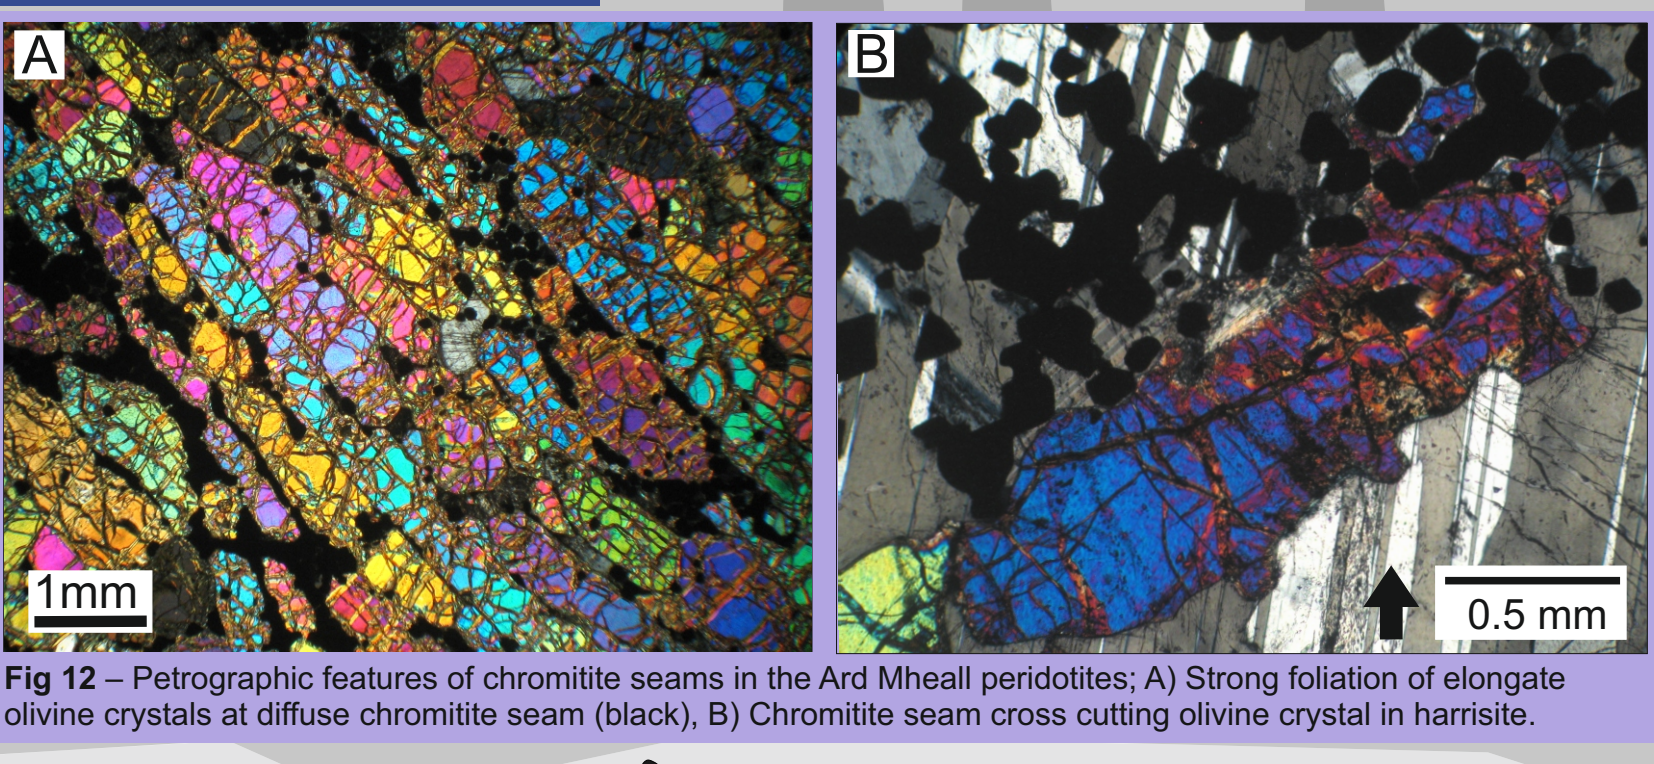 A
B
1mm
0.5 mm
Fig 12 – Petrographic features of chromitite seams in the Ard Mheall peridotites; A) Strong foliation of elongate
olivine crystals at diffuse chromitite seam (black), B) Chromitite seam cross cutting olivine crystal in harrisite.